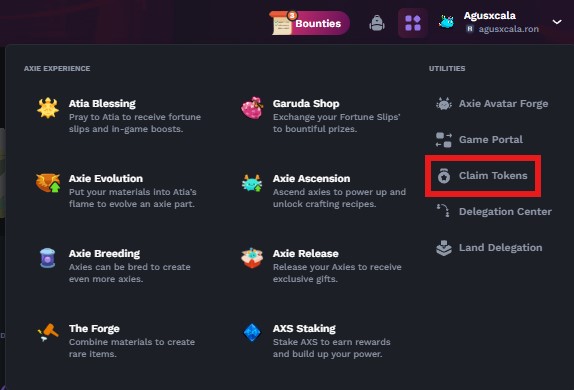 3
Bounties
Agusxcala
agusxcala.ron
AXIE EXPERIENCE
Atia Blessing
Pray to Atia to receive fortune
slips and in-game boosts.
Garuda Shop
Exchange your Fortune Slips'
to bountiful prizes.
Axie Evolution
Put your materials into Atia's
flame to evolve an axie part.
Axie Ascension
Ascend axies to power up and
unlock crafting recipes.
Axie Breeding
Axies can be bred to create
even more axies.
Axie Release
Release your Axies to receive
exclusive gifts.
The Forge
Combine materials to create
rare items.
AXS Staking
Stake AXS to earn rewards
and build up your power.
UTILITIES
Axie Avatar Forge
Game Portal
Claim Tokens
Delegation Center
Land Delegation